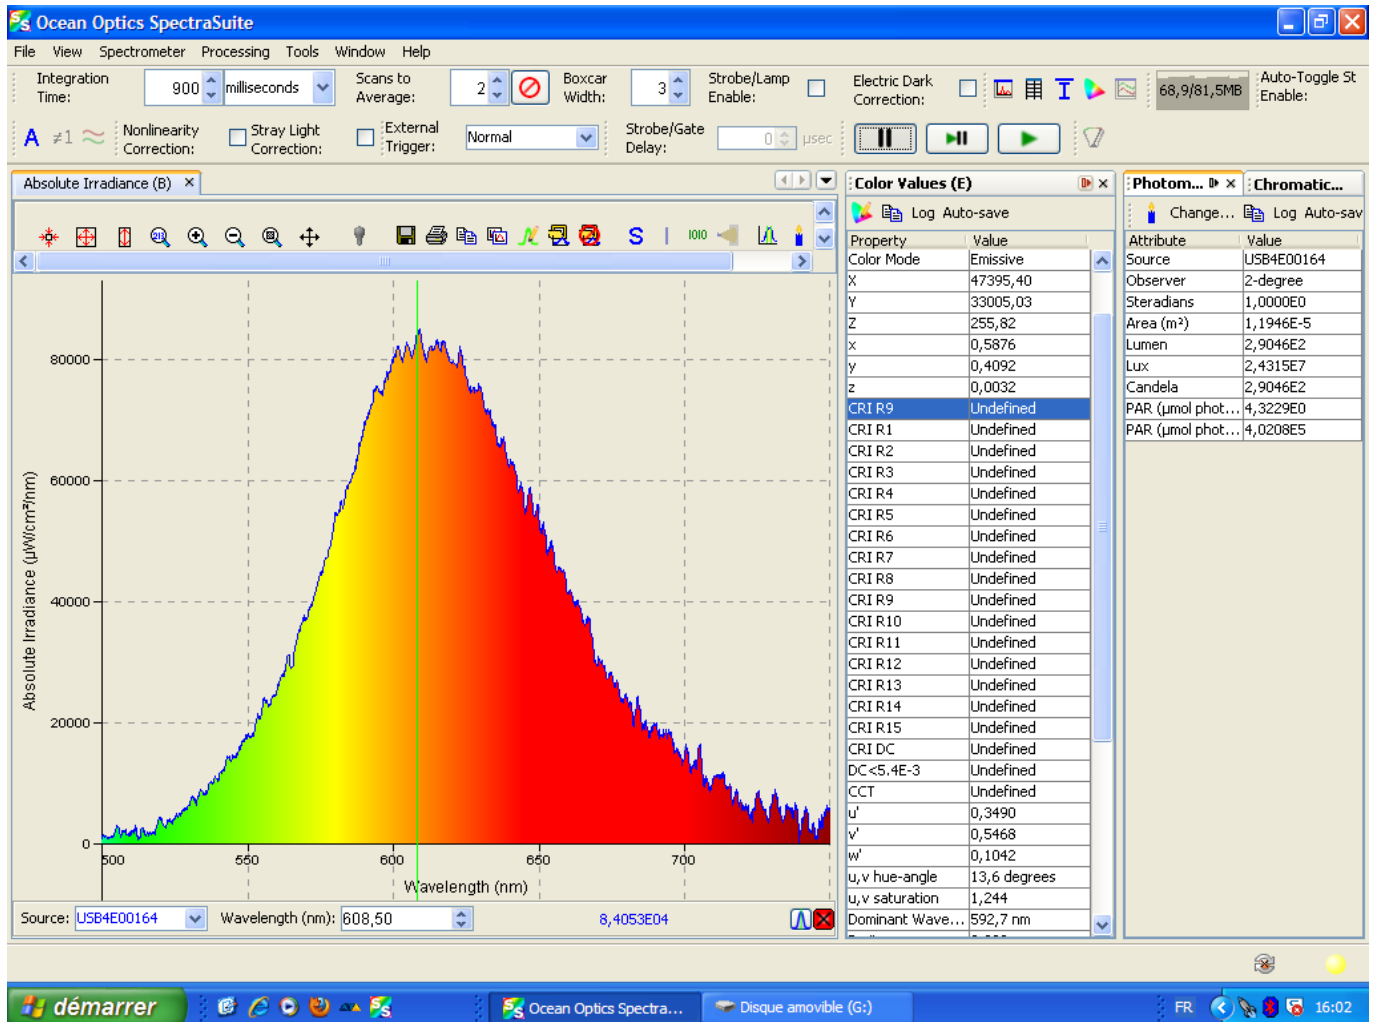 Ocean Optics SpectraSuite
File View Spectrometer Processing Tools Window Help
Integration Time: 900 milliseconds
Scans to Average: 2
Boxcar Width: 3
Strobe/Lamp Enable:
Electric Dark Correction:
68,9/81,5MB
Auto-Toggle St
Enable:
A ≠1
Nonlinearity Correction:
Stray Light Correction:
External Trigger: Normal
Strobe/Gate Delay: 0 µsec
Absolute Irradiance (B)
S
1010
Absolute Irradiance (µW/cm²/nm)
80000
60000
40000
20000
0
500 550 600 650 700
Wavelength (nm)
Source: USB4E00164 Wavelength (nm): 608,50 8,4053E04
Color Values (E)
Log Auto-save
Property Value
Color Mode Emissive
X 47395,40
Y 33005,03
Z 255,82
x 0,5876
y 0,4092
z 0,0032
CRI R9 Undefined
CRI R1 Undefined
CRI R2 Undefined
CRI R3 Undefined
CRI R4 Undefined
CRI R5 Undefined
CRI R6 Undefined
CRI R7 Undefined
CRI R8 Undefined
CRI R9 Undefined
CRI R10 Undefined
CRI R11 Undefined
CRI R12 Undefined
CRI R13 Undefined
CRI R14 Undefined
CRI R15 Undefined
CRI DC Undefined
DC<5.4E-3 Undefined
CCT Undefined
u' 0,3490
v' 0,5468
w' 0,1042
u,v hue-angle 13,6 degrees
u,v saturation 1,244
Dominant Wave... 592,7 nm
Photom... Chromatic...
Change... Log Auto-sav
Attribute Value
Source USB4E00164
Observer 2-degree
Steradians 1,0000E0
Area (m²) 1,1946E-5
Lumen 2,9046E2
Lux 2,4315E7
Candela 2,9046E2
PAR (µmol phot... 4,3229E0
PAR (µmol phot... 4,0208E5
démarrer
Ocean Optics Spectra...
Disque amovible (G:)
FR
16:02